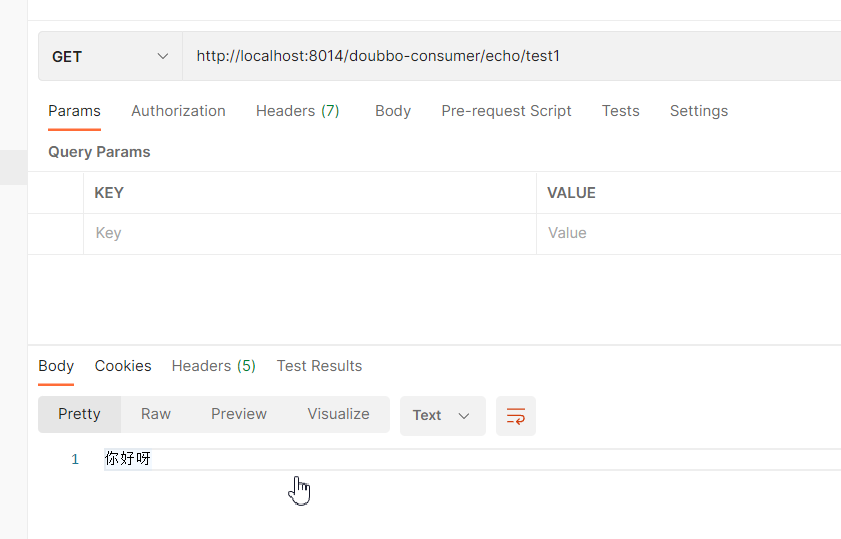 GET http://localhost:8014/doubbo-consumer/echo/test1
Params Authorization Headers (7) Body Pre-request Script Tests Settings
Query Params
KEY VALUE
Key Value
Body Cookies Headers (5) Test Results
Pretty Raw Preview Visualize Text
1 你好呀